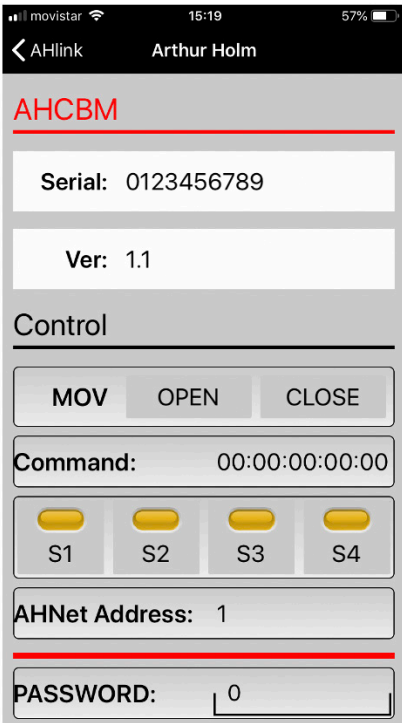 movistar 15:19 57%
AHlink Arthur Holm
AHCBM
Serial: 0123456789
Ver: 1.1
Control
MOV OPEN CLOSE
Command: 00:00:00:00:00
S1 S2 S3 S4
AHNet Address: 1
PASSWORD: 0